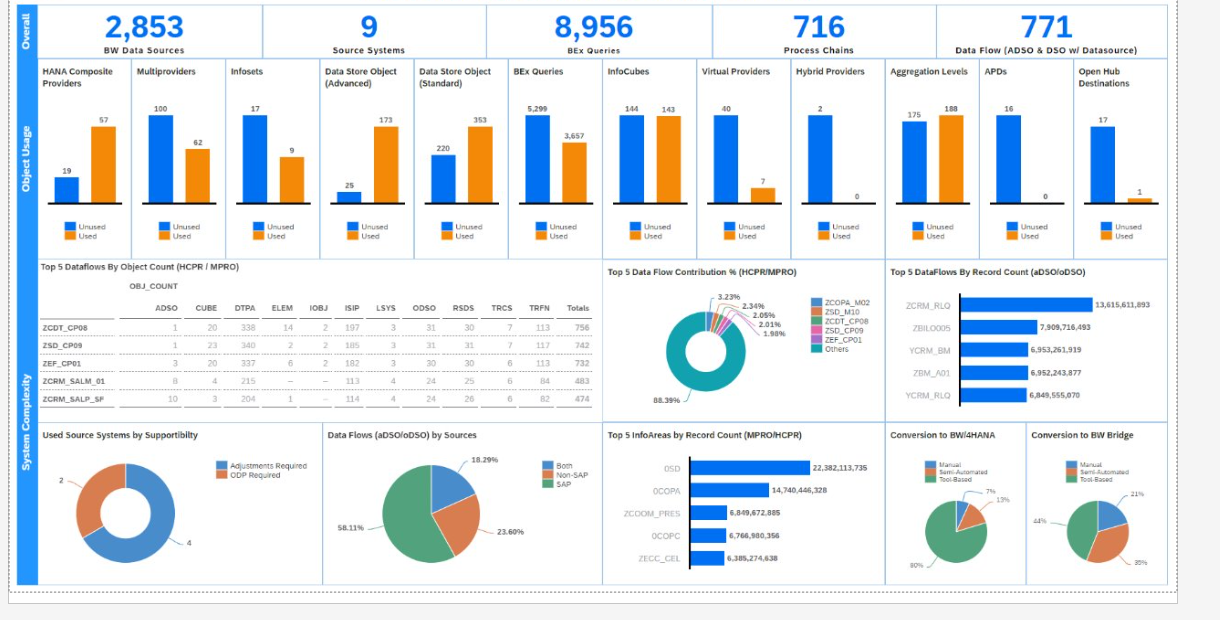 Overall
2,853
BW Data Sources
9
Source Systems
8,956
BEx Queries
716
Process Chains
771
Data Flow (ADSO & DSO w/ Datasource)
Object Usage
HANA Composite
Providers
19
57
Unused
Used
Multiproviders
100
62
Unused
Used
Infosets
17
9
Unused
Used
Data Store Object
(Advanced)
25
173
Unused
Used
Data Store Object
(Standard)
220
353
Unused
Used
BEx Queries
5,299
3,657
Unused
Used
InfoCubes
144
143
Unused
Used
Virtual Providers
40
7
Unused
Used
Hybrid Providers
2
0
Unused
Used
Aggregation Levels
175
188
Unused
Used
APDs
16
0
Unused
Used
Open Hub
Destinations
17
1
Unused
Used
System Complexity
Top 5 Dataflows By Object Count (HCPR / MPRO)
OBJ_COUNT
ADSO CUBE DTPA ELEM IOBJ ISIP LSYS ODSO RSDS TRCS TRFN Totals
ZCDT_CP08 1 20 338 14 2 197 3 31 30 7 113 756
ZSD_CP09 1 23 340 2 2 185 3 31 31 7 117 742
ZEF_CP01 3 20 337 6 2 182 3 30 30 6 113 732
ZCRM_SALM_01 8 4 215 – – 113 4 24 25 6 84 483
ZCRM_SALP_SF 10 3 204 1 – 114 4 24 26 6 82 474
Top 5 Data Flow Contribution % (HCPR/MPRO)
3.23%
2.34%
2.05%
2.01%
1.98%
88.39%
ZCOPA_M02
ZSD_M10
ZCDT_CP08
ZSD_CP09
ZEF_CP01
Others
Top 5 DataFlows By Record Count (aDSO/oDSO)
ZCRM_RLQ 13,615,611,893
ZBILO005 7,909,716,493
YCRM_BM 6,953,261,919
ZBM_A01 6,952,243,877
YCRM_RLQ 6,849,555,070
Used Source Systems by Supportibilty
2
4
Adjustments Required
ODP Required
Data Flows (aDSO/oDSO) by Sources
18.29%
23.60%
58.11%
Both
Non-SAP
SAP
Top 5 InfoAreas by Record Count (MPRO/HCPR)
0SD 22,382,113,735
0COPA 14,740,446,328
ZCOOM_PRES 6,849,672,885
0COPC 6,766,980,356
ZECC_CEL 6,385,274,638
Conversion to BW/4HANA
Manual
Semi-Automated
Tool-Based
7%
13%
80%
Conversion to BW Bridge
Manual
Semi-Automated
Tool-Based
21%
35%
44%